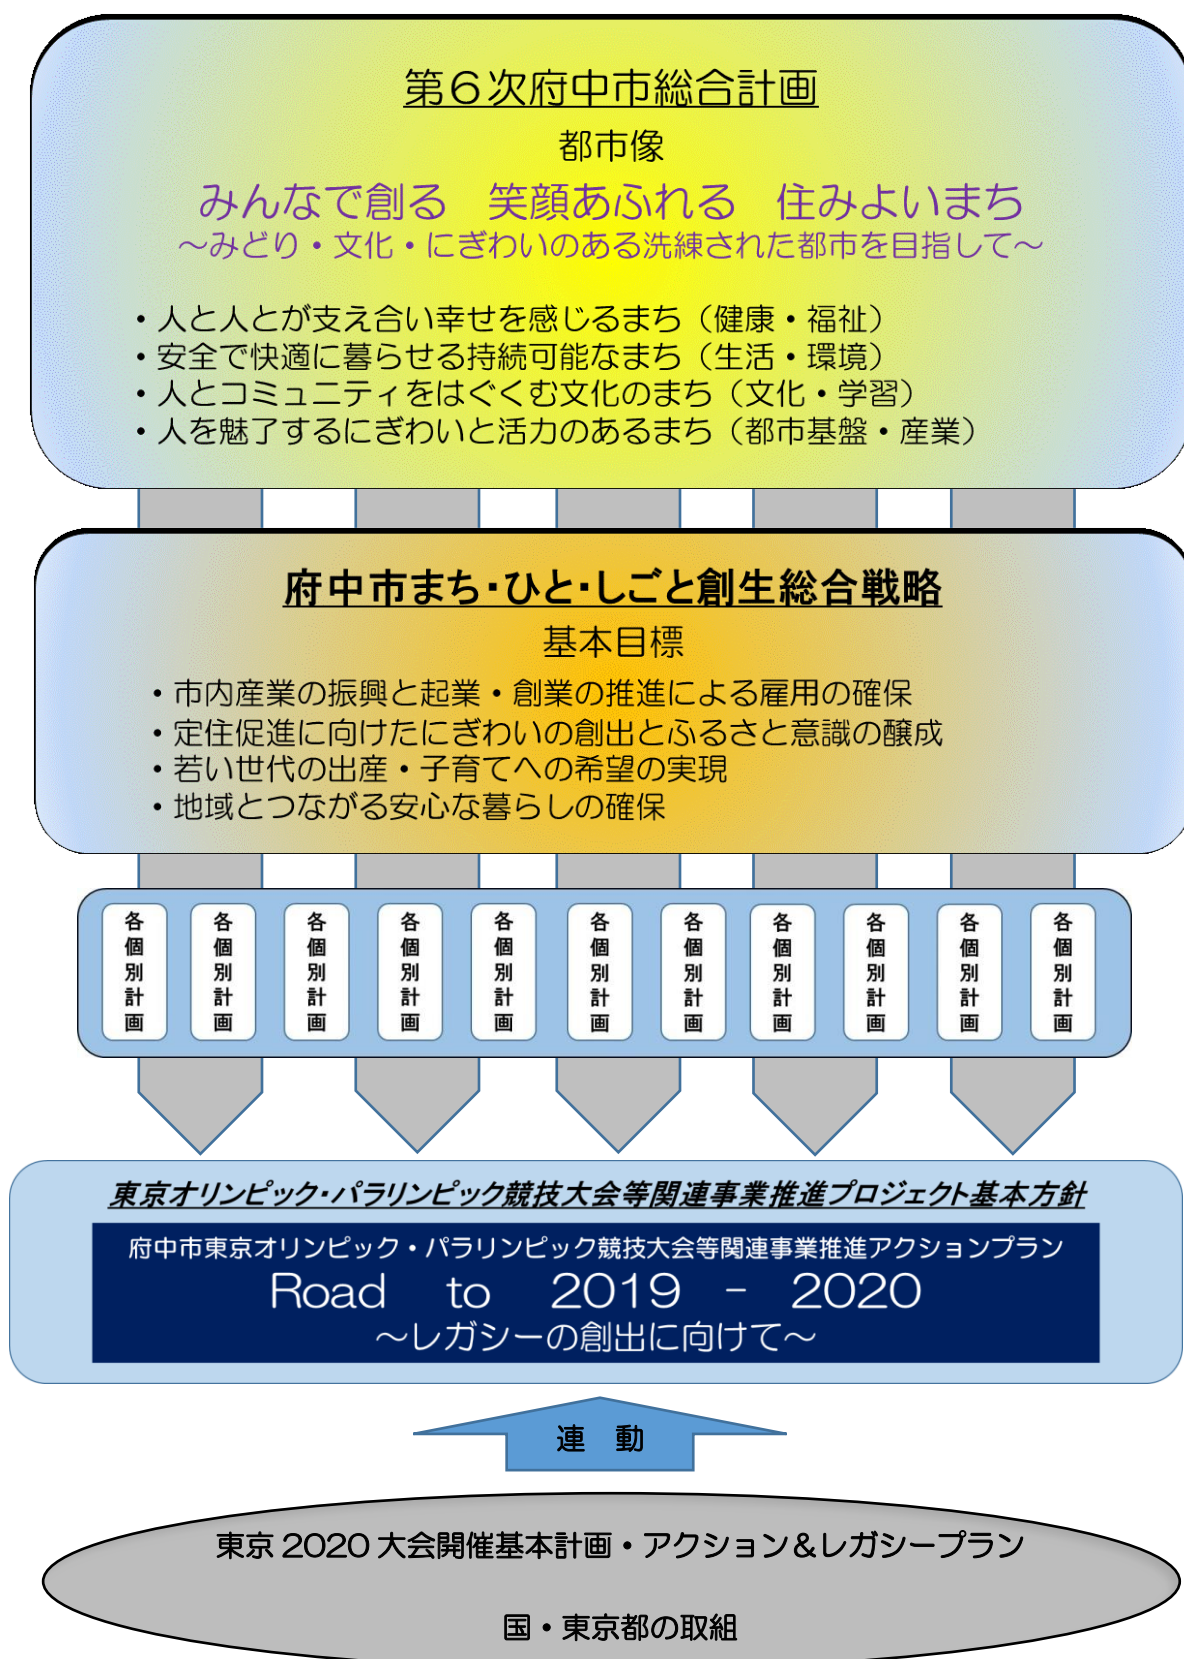 第６次府中市総合計画
都市像
みんなで創る　笑顔あふれる　住みよいまち
～みどり・文化・にぎわいのある洗練された都市を目指して～
・人と人とが支え合い幸せを感じるまち（健康・福祉）
・安全で快適に暮らせる持続可能なまち（生活・環境）
・人とコミュニティをはぐくむ文化のまち（文化・学習）
・人を魅了するにぎわいと活力のあるまち（都市基盤・産業）
府中市まち・ひと・しごと創生総合戦略
基本目標
・市内産業の振興と起業・創業の推進による雇用の確保
・定住促進に向けたにぎわいの創出とふるさと意識の醸成
・若い世代の出産・子育てへの希望の実現
・地域とつながる安心な暮らしの確保
各個別計画
各個別計画
各個別計画
各個別計画
各個別計画
各個別計画
各個別計画
各個別計画
各個別計画
各個別計画
各個別計画
東京オリンピック・パラリンピック競技大会等関連事業推進プロジェクト基本方針
府中市東京オリンピック・パラリンピック競技大会等関連事業推進アクションプラン
Road　to　2019　-　2020
～レガシーの創出に向けて～
連　動
東京 2020 大会開催基本計画・アクション＆レガシープラン
国・東京都の取組